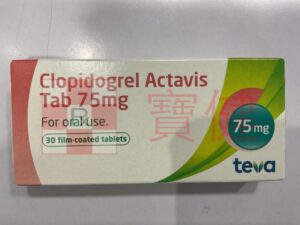 Clopidogrel Actavis
Tab 75mg
For oral use.
30 film-coated tablets
75 mg
teva
R
寶